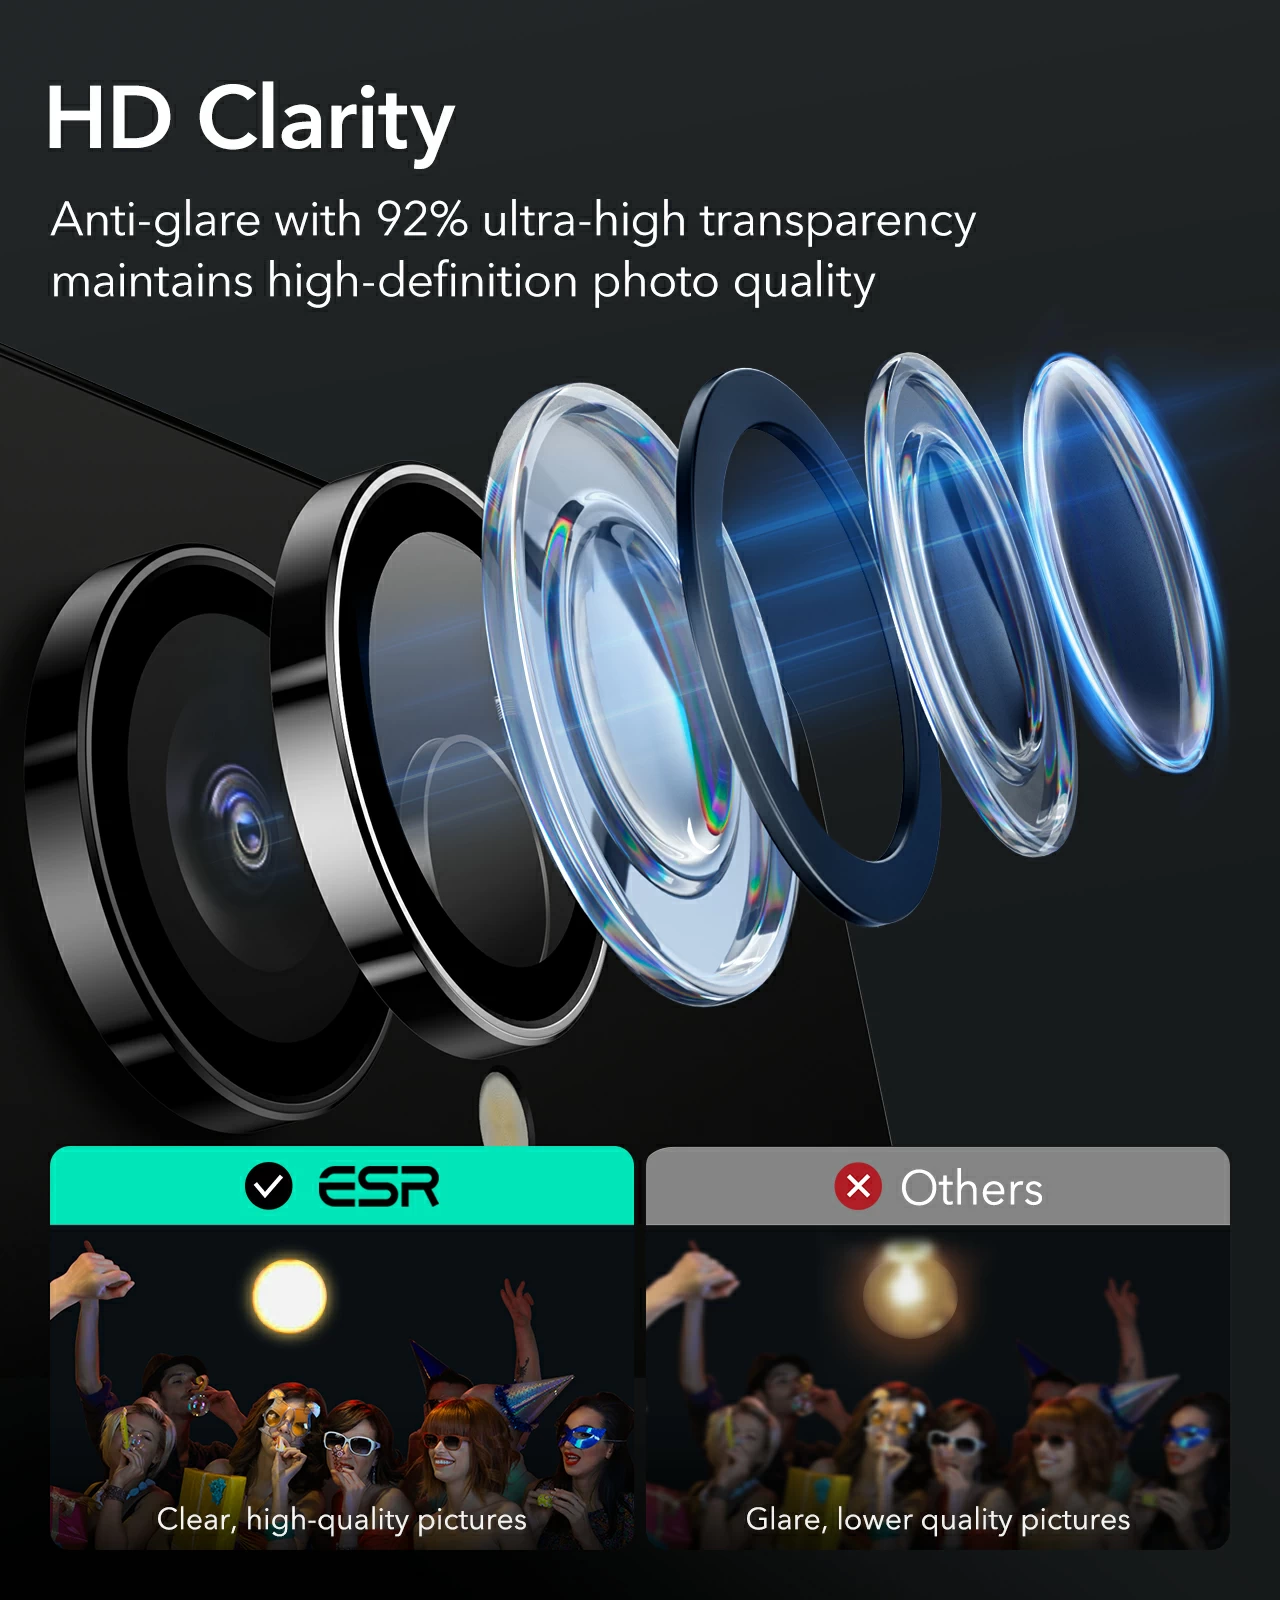 HD Clarity
Anti-glare with 92% ultra-high transparency
maintains high-definition photo quality
ESR
Others
Clear, high-quality pictures
Glare, lower quality pictures